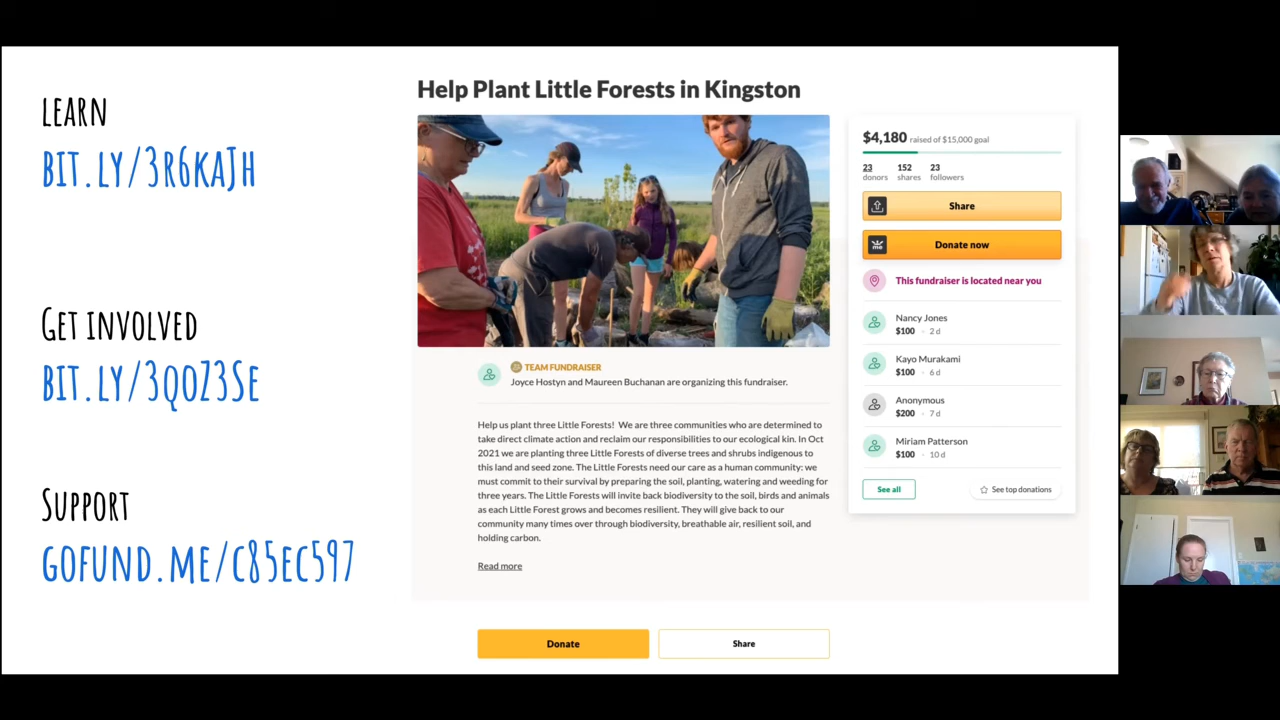 LEARN
BIT.LY/3R6KAJH
GET INVOLVED
BIT.LY/3QOZ3SE
SUPPORT
GOFUND.ME/C85EC597
Help Plant Little Forests in Kingston
TEAM FUNDRAISER
Joyce Hostyn and Maureen Buchanan are organizing this fundraiser.
Help us plant three Little Forests! We are three communities who are determined to
take direct climate action and reclaim our responsibilities to our ecological kin. In Oct
2021 we are planting three Little Forests of diverse trees and shrubs indigenous to
this land and seed zone. The Little Forests need our care as a human community: we
must commit to their survival by preparing the soil, planting, watering and weeding for
three years. The Little Forests will invite back biodiversity to the soil, birds and animals
as each Little Forest grows and becomes resilient. They will give back to our
community many times over through biodiversity, breathable air, resilient soil, and
holding carbon.
Read more
Donate
Share
$4,180 raised of $15,000 goal
23 152 23
donors shares followers
Share
me Donate now
This fundraiser is located near you
Nancy Jones
$100 · 2 d
Kayo Murakami
$100 · 6 d
Anonymous
$200 · 7 d
Miriam Patterson
$100 · 10 d
See all
See top donations